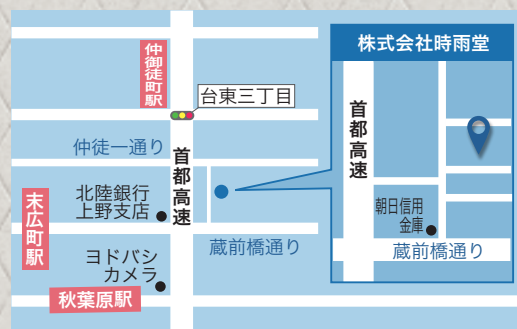 株式会社時雨堂
仲御徒町駅
台東三丁目
首都高速
仲徒一通り
首都高速
末広町駅
北陸銀行
上野支店
朝日信用
金庫
蔵前橋通り
蔵前橋通り
ヨドバシ
カメラ
秋葉原駅